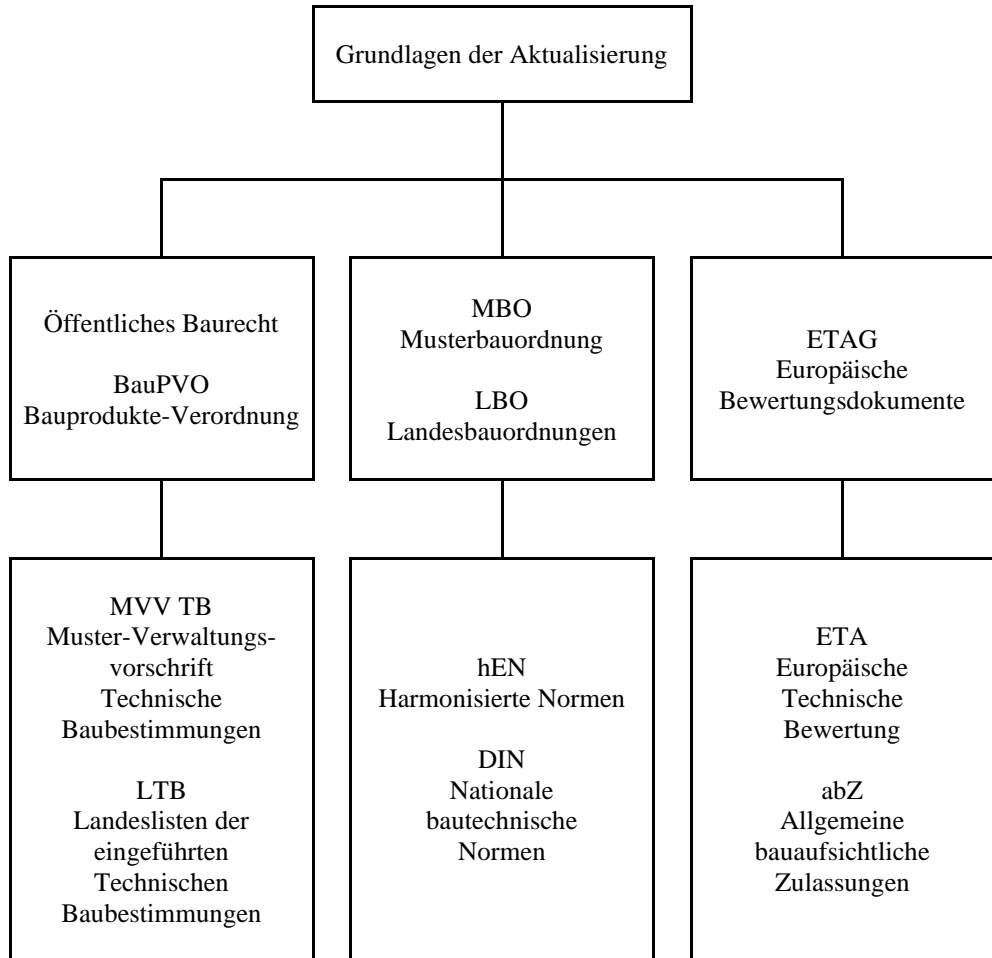 Grundlagen der Aktualisierung
Öffentliches Baurecht
BauPVO
Bauprodukte-Verordnung
MBO
Musterbauordnung
LBO
Landesbauordnungen
ETAG
Europäische
Bewertungsdokumente
MVV TB
Muster-Verwaltungs-
vorschrift
Technische
Baubestimmungen
LTB
Landeslisten der
eingeführten
Technischen
Baubestimmungen
hEN
Harmonisierte Normen
DIN
Nationale
bautechnische
Normen
ETA
Europäische
Technische
Bewertung
abZ
Allgemeine
bauaufsichtliche
Zulassungen